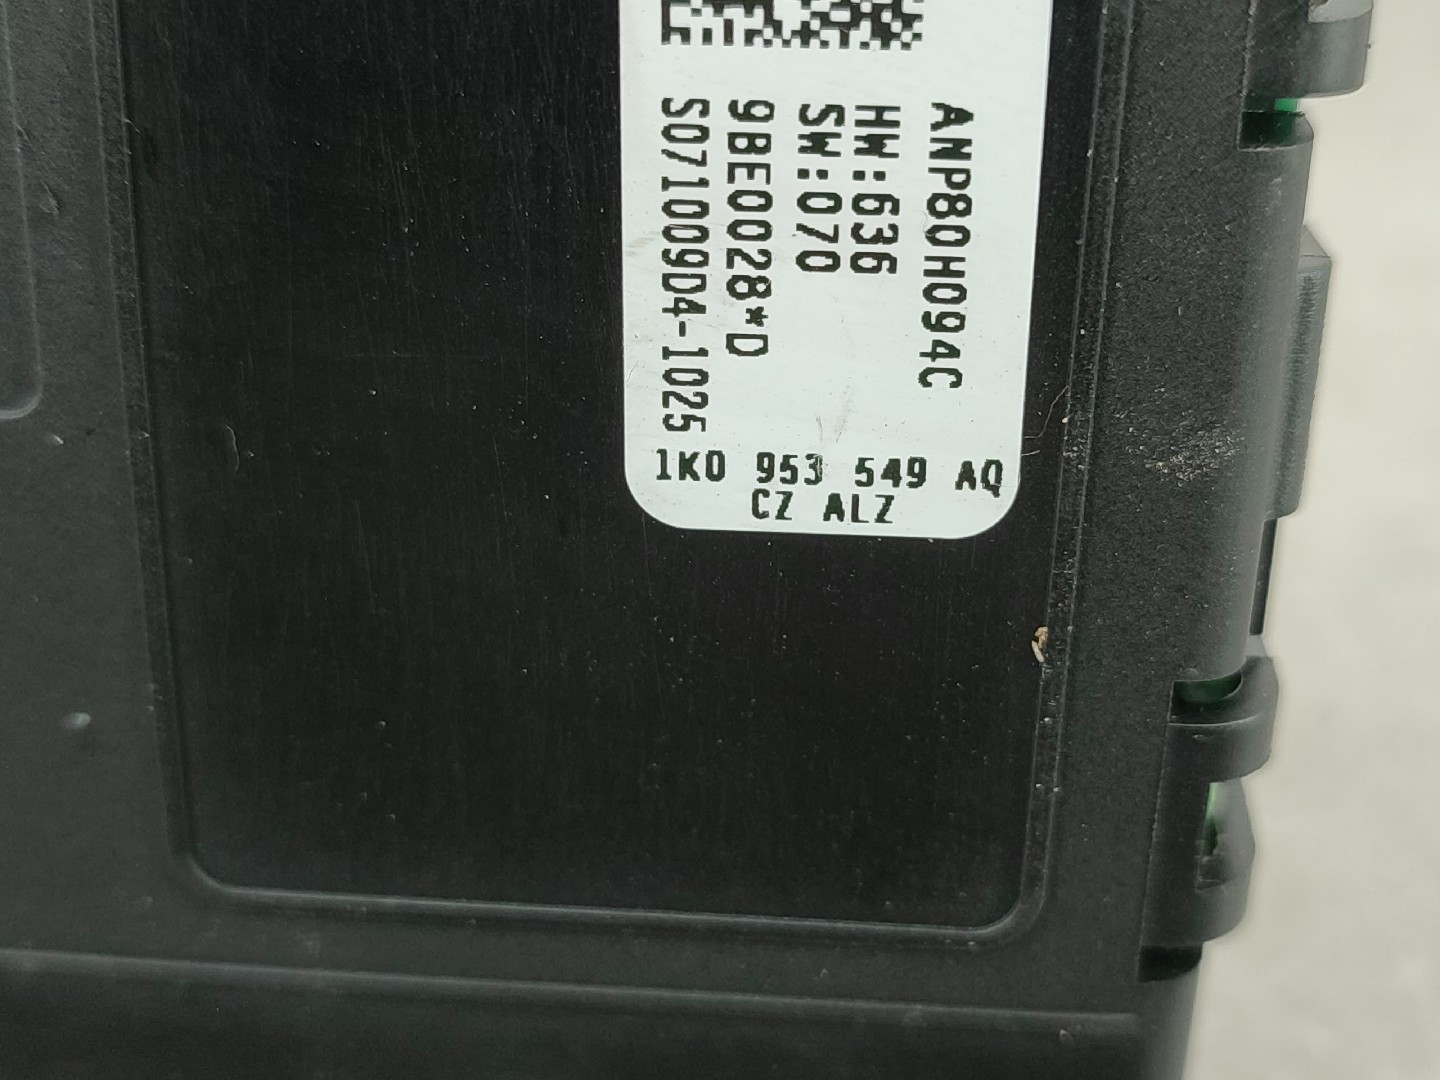 ANP80H094C
HW:636
SW:070
9BE0028*D
S071009D4-1025
1K0 953 549 AQ
CZ ALZ